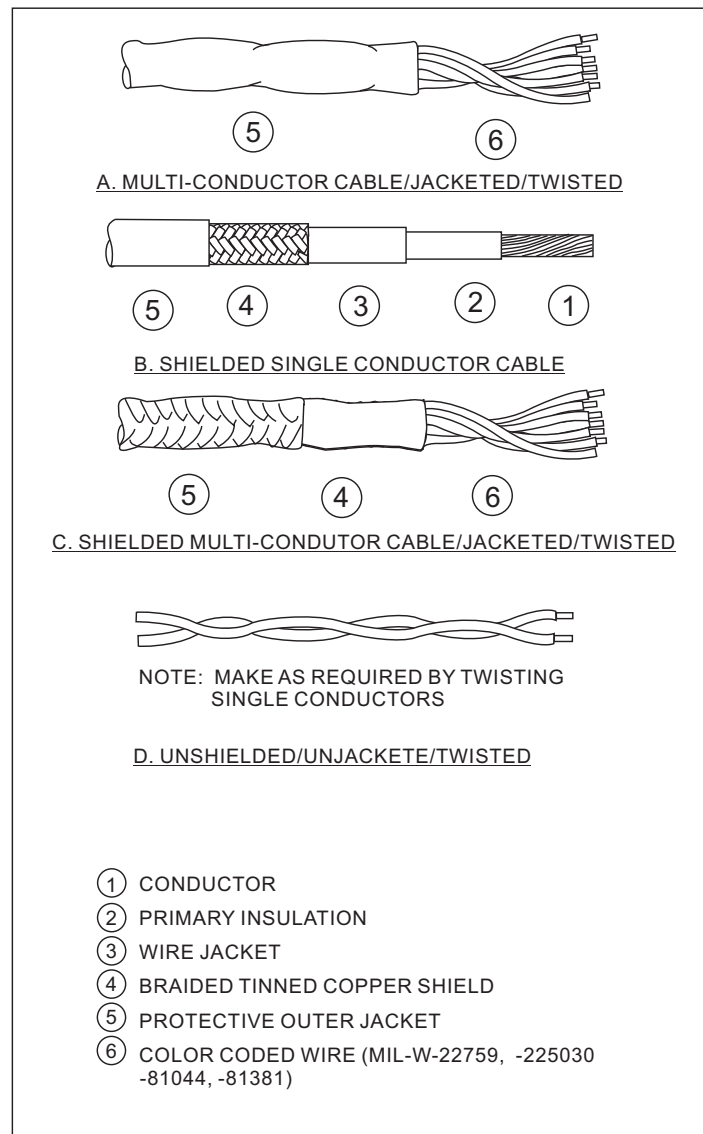 5 6
A. MULTI-CONDUCTOR CABLE/JACKETED/TWISTED
5 4 3 2 1
B. SHIELDED SINGLE CONDUCTOR CABLE
5 4 6
C. SHIELDED MULTI-CONDUTOR CABLE/JACKETED/TWISTED
NOTE: MAKE AS REQUIRED BY TWISTING
SINGLE CONDUCTORS
D. UNSHIELDED/UNJACKETE/TWISTED
1 CONDUCTOR
2 PRIMARY INSULATION
3 WIRE JACKET
4 BRAIDED TINNED COPPER SHIELD
5 PROTECTIVE OUTER JACKET
6 COLOR CODED WIRE (MIL-W-22759, -225030
-81044, -81381)